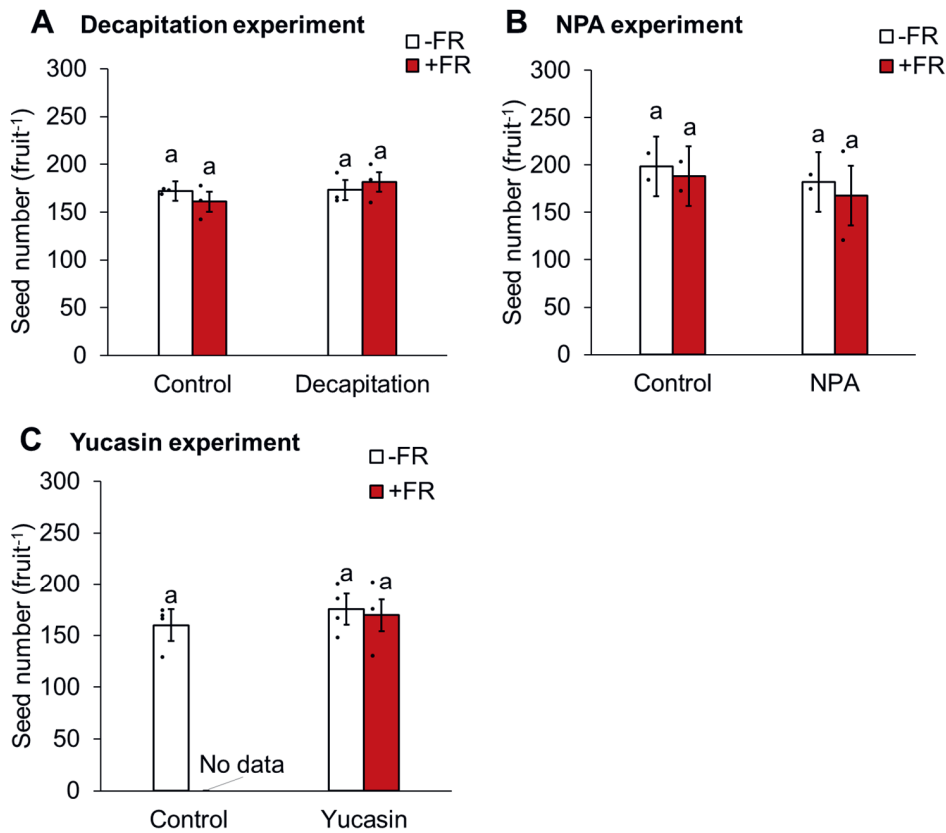 A Decapitation experiment
-FR
+FR
Seed number (fruit⁻¹)
300
250
200
150
100
50
0
a
a
a
a
Control
Decapitation
B NPA experiment
-FR
+FR
Seed number (fruit⁻¹)
300
250
200
150
100
50
0
a
a
a
a
Control
NPA
C Yucasin experiment
-FR
+FR
Seed number (fruit⁻¹)
300
250
200
150
100
50
0
a
No data
a
a
Control
Yucasin